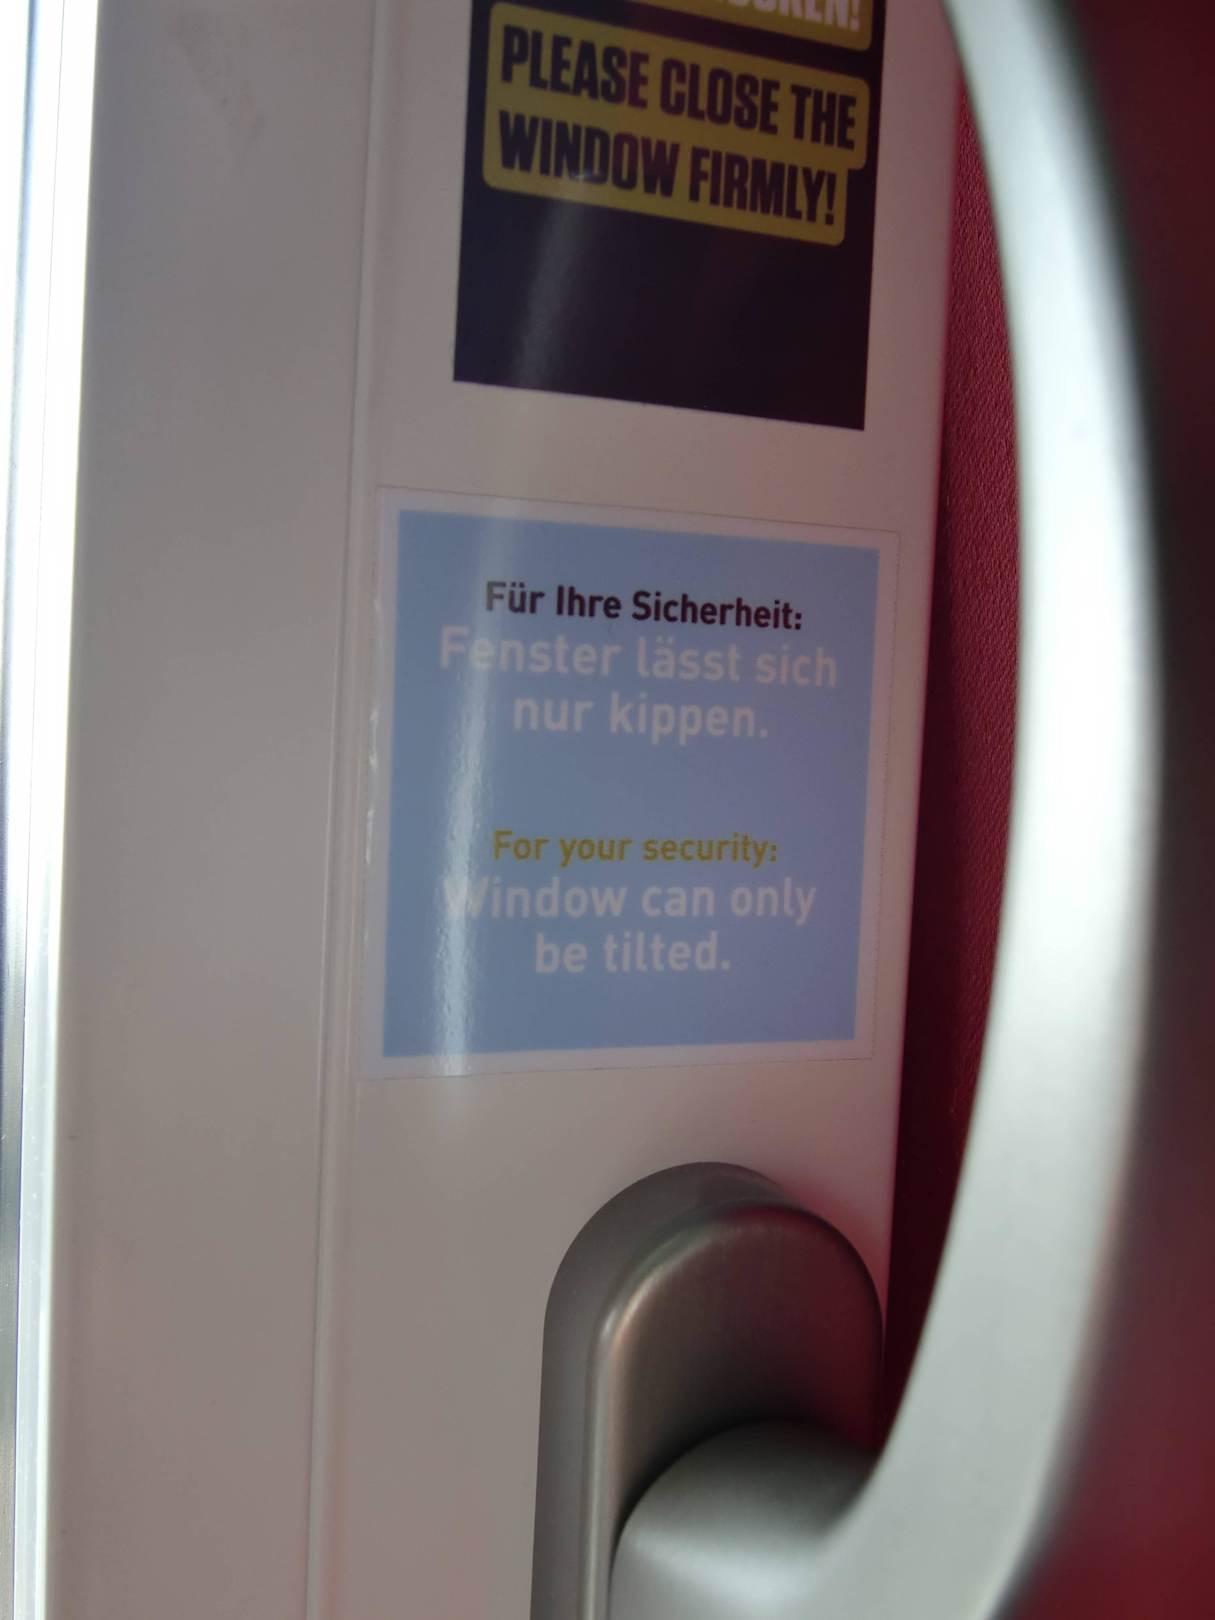 PLEASE CLOSE THE
WINDOW FIRMLY!
Für Ihre Sicherheit:
Fenster lässt sich
nur kippen.
For your security:
Window can only
be tilted.